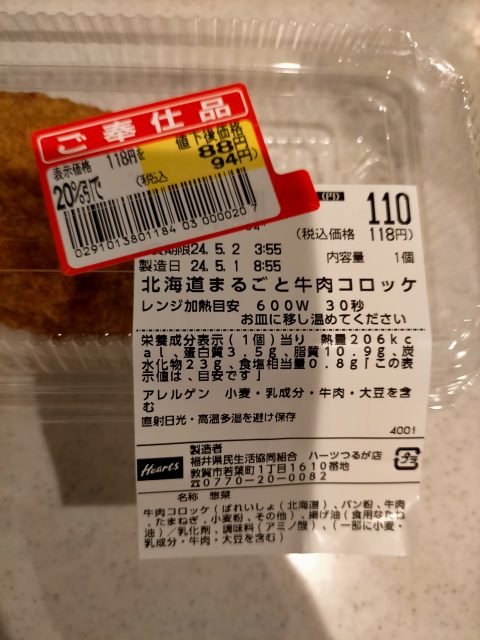 ご奉仕品
表示価格 118円を 値下後価格
20%引で 88円
(税込 94円)
0291013801184 03 000020 7
(円) 110
(税込価格 118円)
期限24.5.2 3:55
製造日 24.5.1 8:55 内容量 1個
北海道まるごと牛肉コロッケ
レンジ加熱目安 600W 30秒
お皿に移し温めてください
栄養成分表示(1個)当り 熱量206kc
al、蛋白質3.5g、脂質10.9g、炭
水化物23g、食塩相当量0.8g「この表
示値は、目安です」
アレルゲン 小麦・乳成分・牛肉・大豆を含
む
直射日光・高温多湿を避け保存
4001
製造者
Hearts 福井県民生活協同組合 ハーツつるが店
敦賀市若葉町1丁目1610番地
☎0770-20-0082
プラ
名称 惣菜
牛肉コロッケ(ばれいしょ(北海道)、パン粉、牛肉
、たまねぎ、小麦粉、その他)、揚げ油(食用なたね
油)/乳化剤、調味料(アミノ酸)、(一部に小麦・
乳成分・牛肉・大豆を含む)